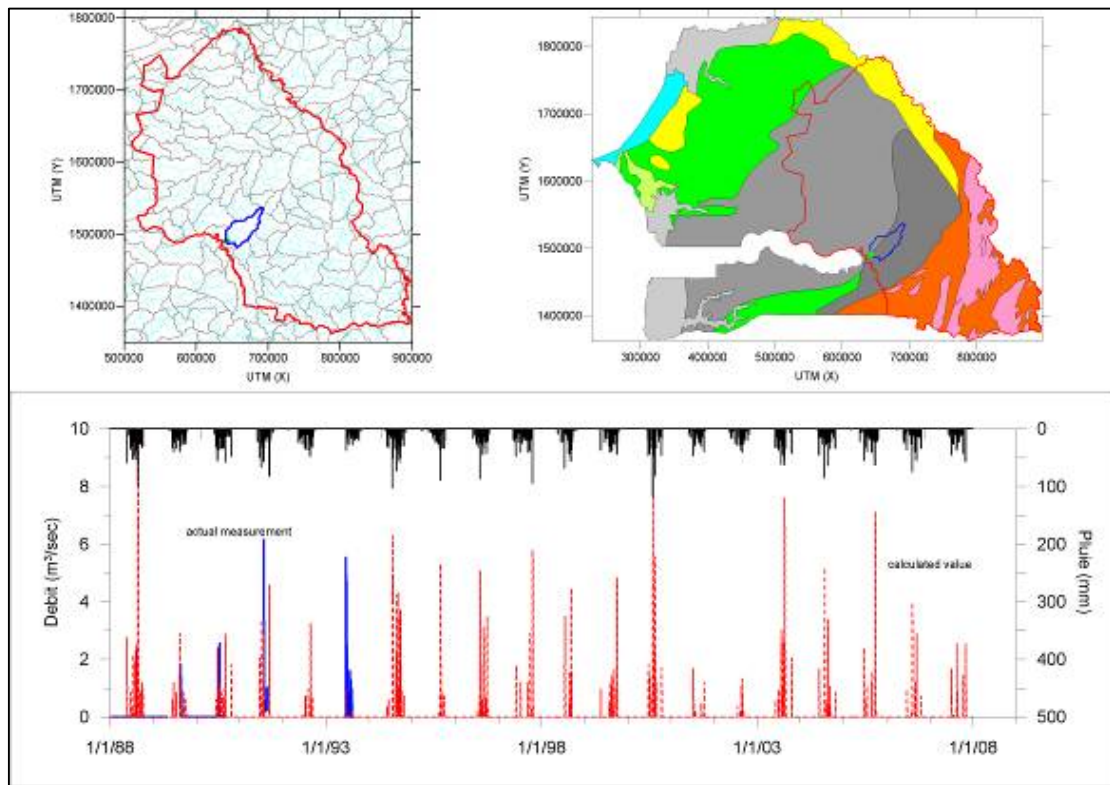 1800000
1700000
1600000
1500000
1400000
UTM (Y)
500000 600000 700000 800000 900000
UTM (X)
1800000
1700000
1600000
1500000
1400000
UTM (Y)
300000 400000 500000 600000 700000 800000
UTM (X)
10
8
6
4
2
0
Debit (m³/sec)
actual measurement
calculated value
0
100
200
300
400
500
Pluie (mm)
1/1/88 1/1/93 1/1/98 1/1/03 1/1/08